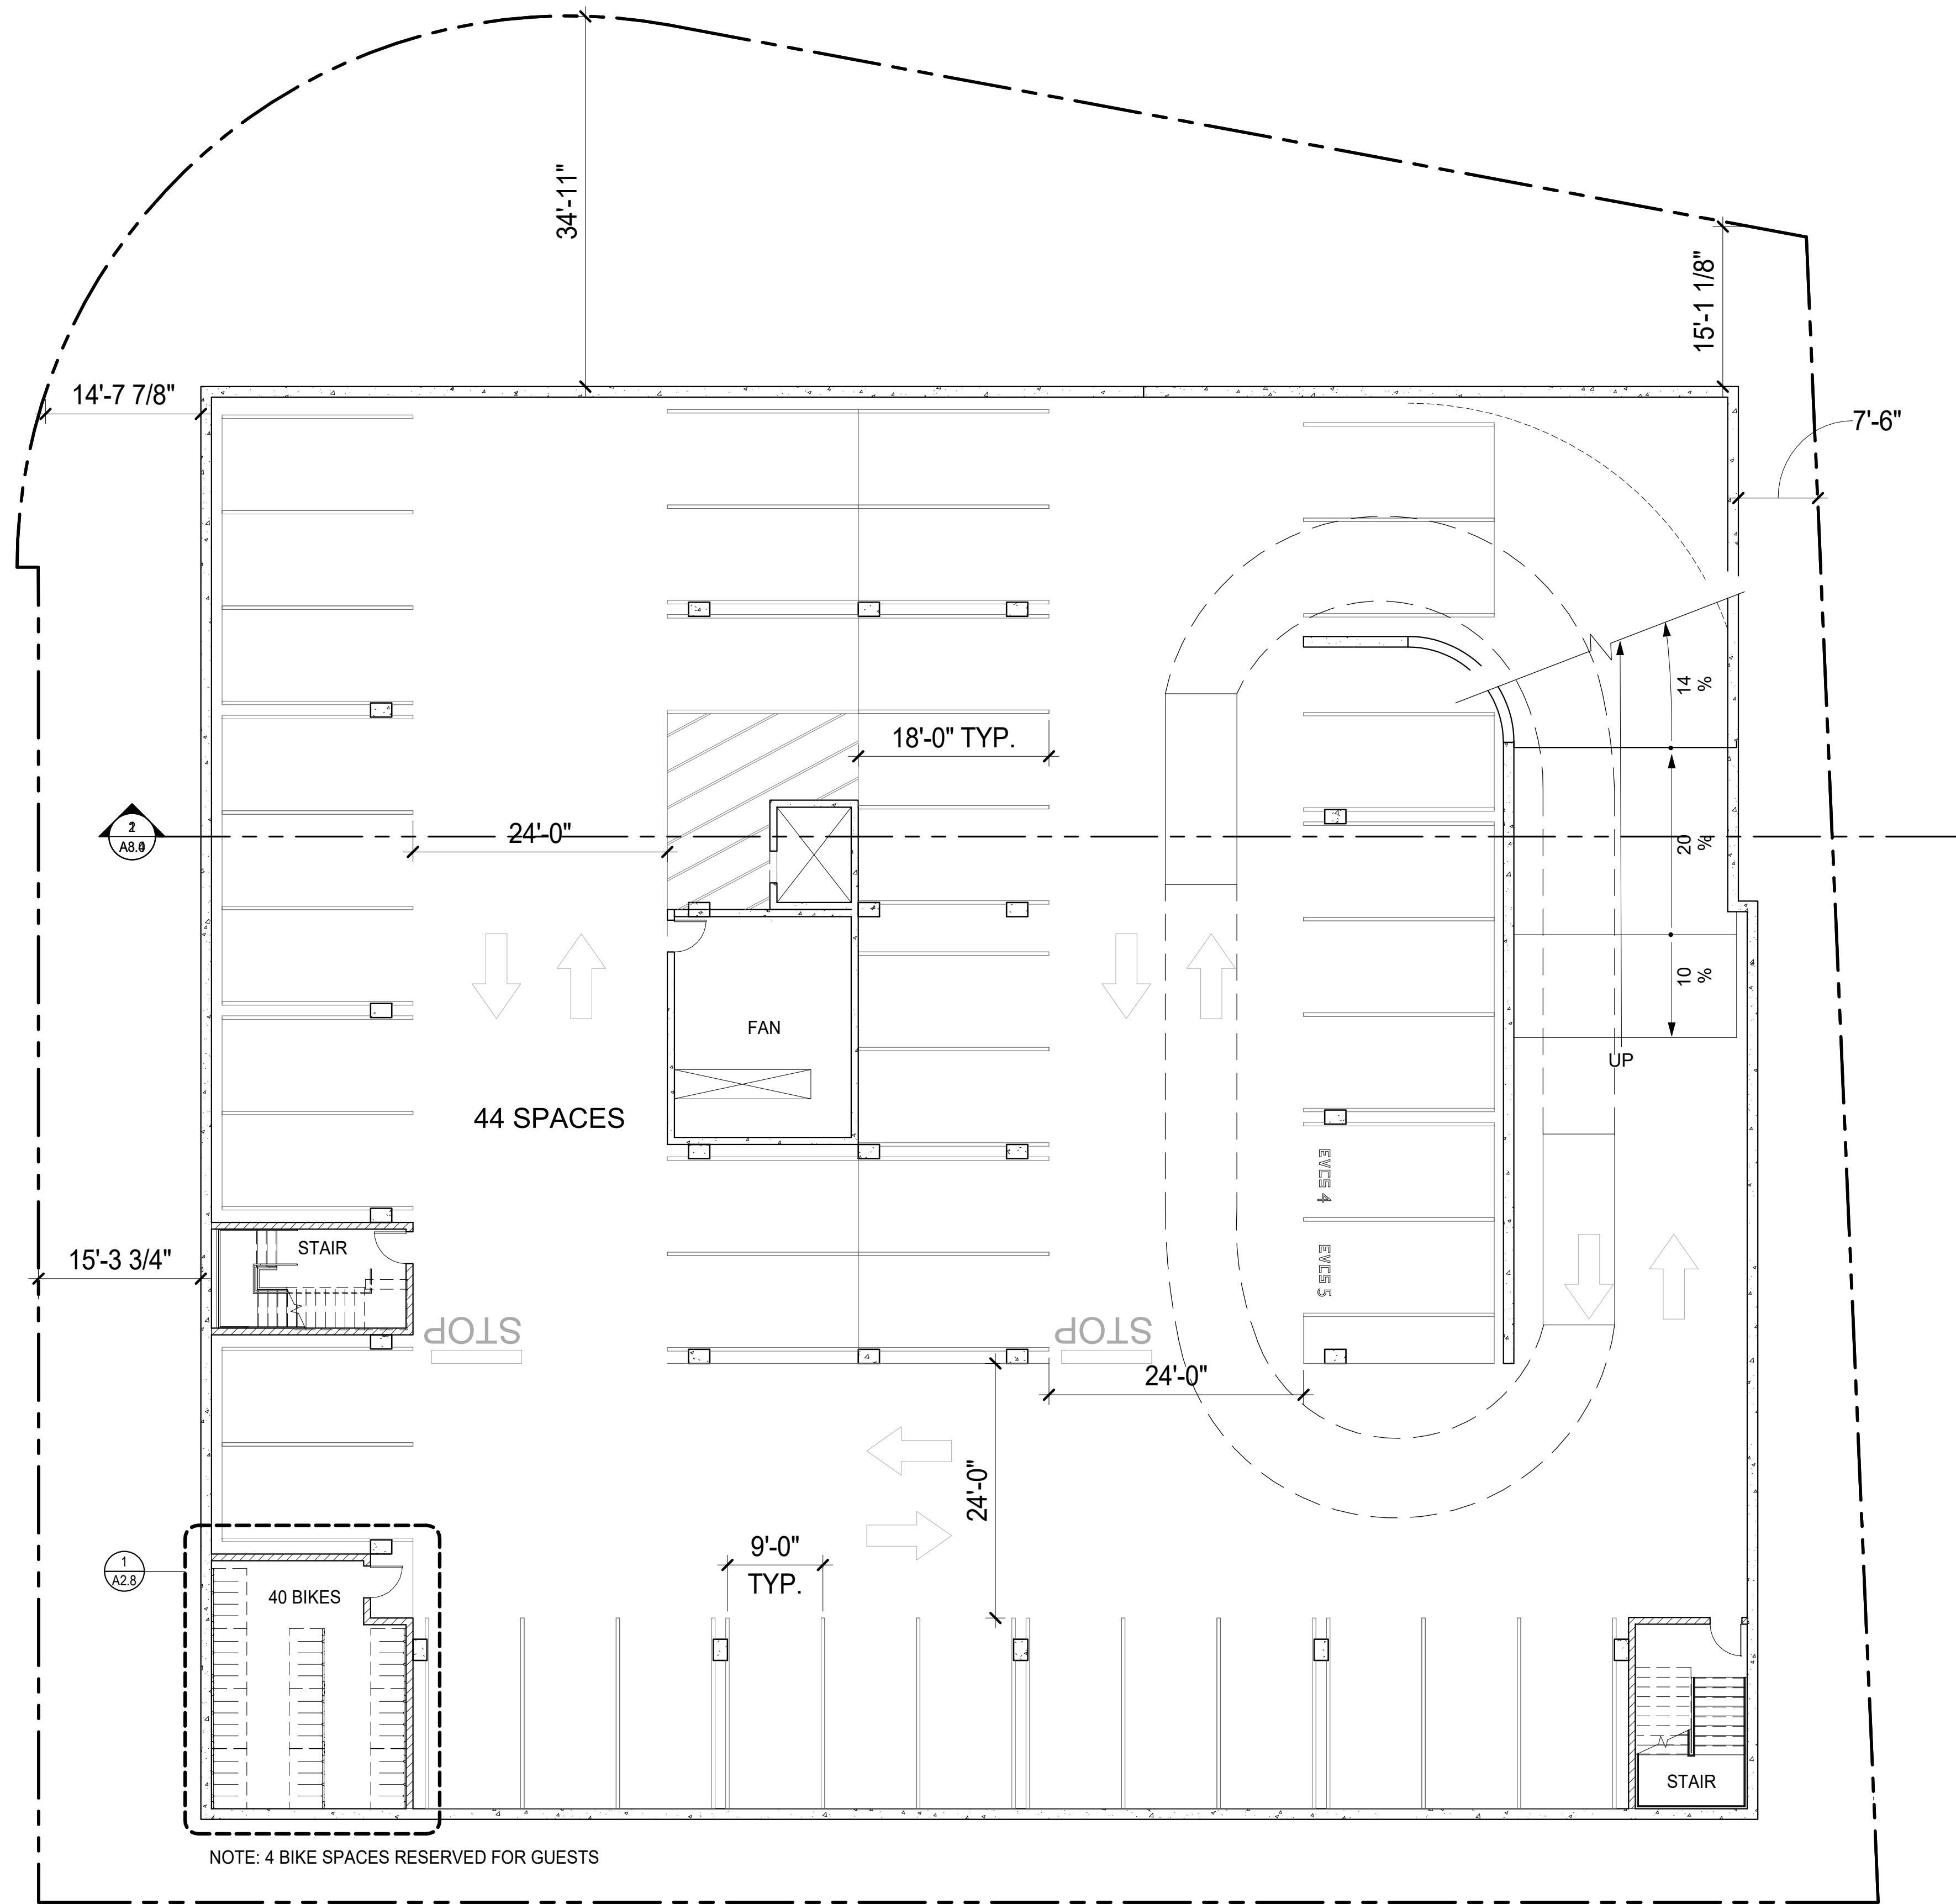 34'-11"
15'-1 1/8"
14'-7 7/8"
7'-6"
14
%
18'-0" TYP.
24'-0"
20
%
A8.
10
%
FAN
UP
44 SPACES
EVCS 4
STAIR
EVCS 5
15'-3 3/4"
STOP
STOP
24'-0"
24'-0"
9'-0"
TYP.
1
A2.8
40 BIKES
STAIR
NOTE: 4 BIKE SPACES RESERVED FOR GUESTS